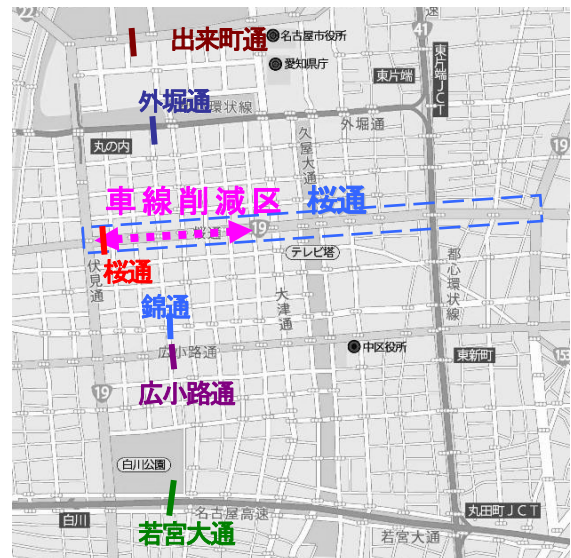 22
出来町通
名古屋市役所
愛知県庁
速
41
東片端
東片端JCT
外堀通
環状線
外堀通
丸の内
久屋大通
19
車線削減区
桜通
19
桜通
テレビ塔
伏見通
都心環状線
錦通
大津通
広小路通
中区役所
東新町
153
広小路通
19
白川公園
白川
名古屋高速
丸田町JCT
若宮大通
若宮大通